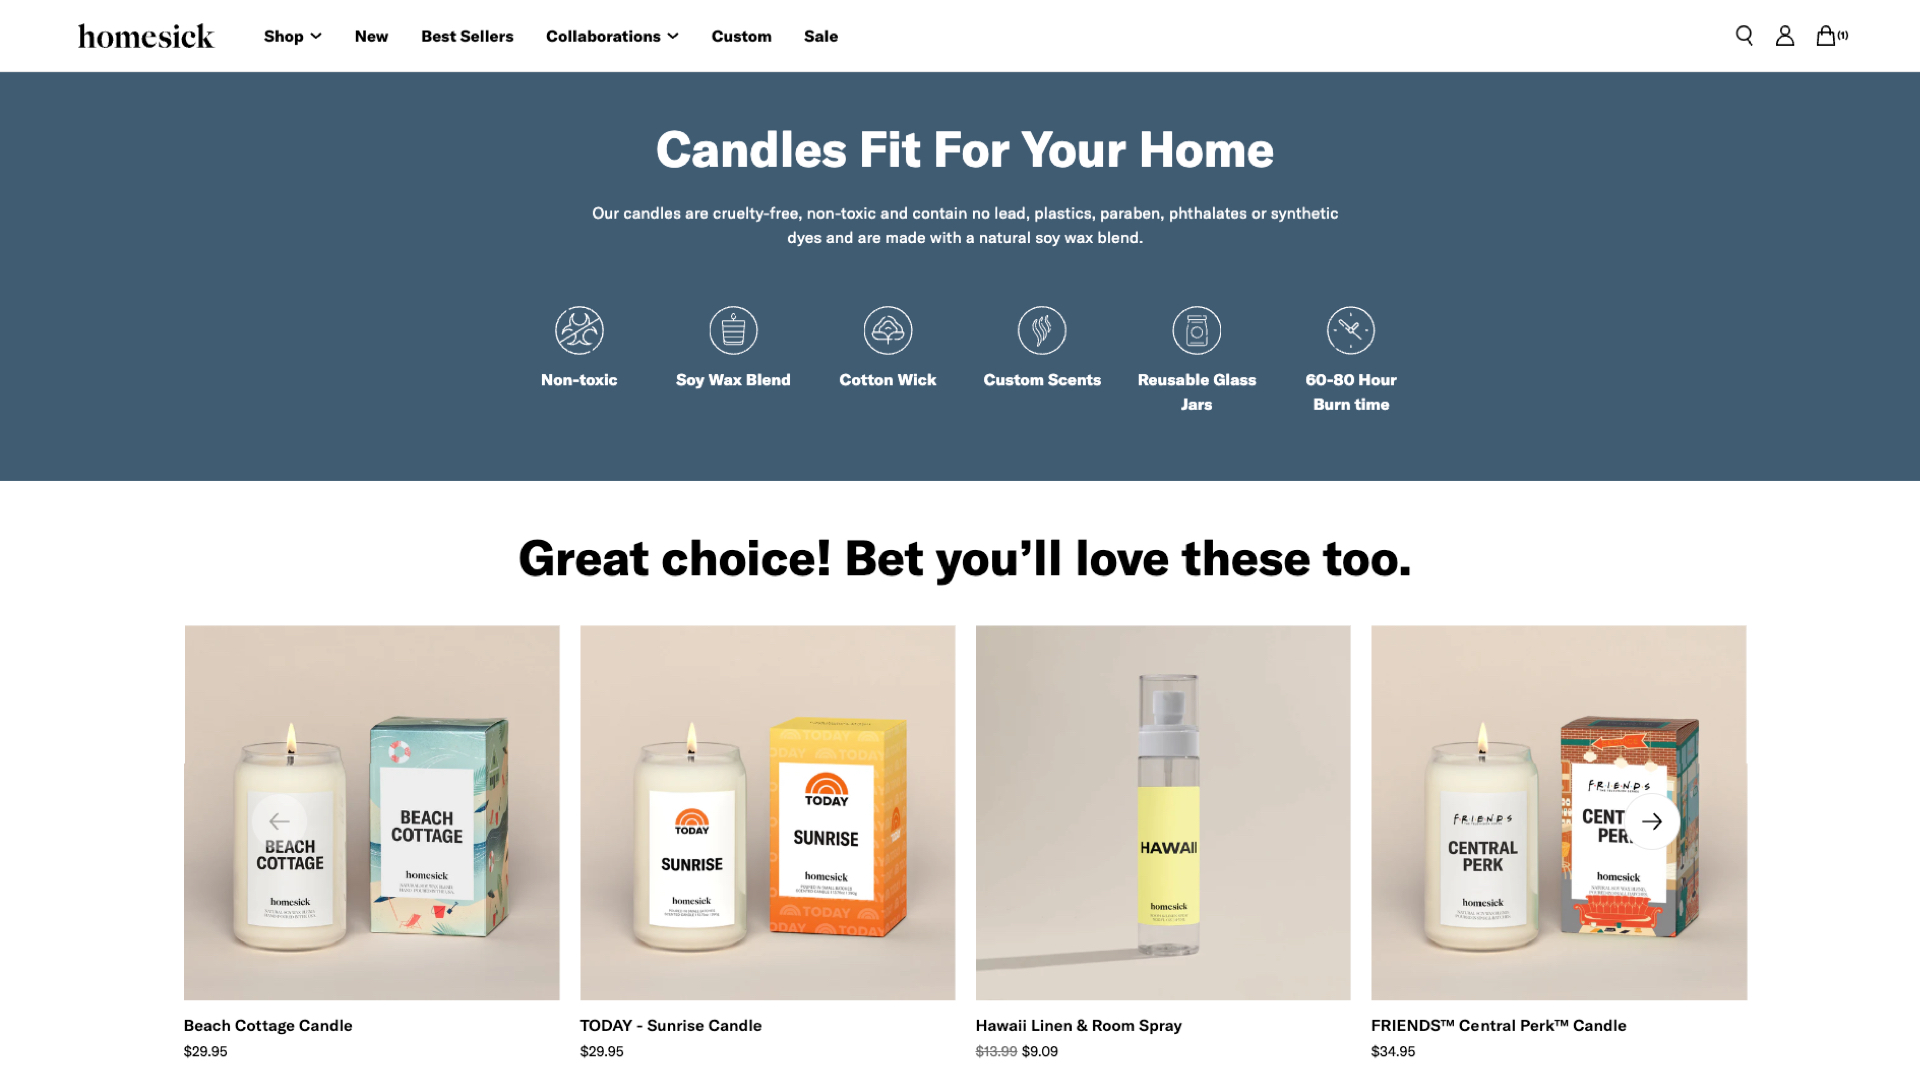 homesick
Shop New Best Sellers Collaborations Custom Sale
(1)
Candles Fit For Your Home
Our candles are cruelty-free, non-toxic and contain no lead, plastics, paraben, phthalates or synthetic
dyes and are made with a natural soy wax blend.
Non-toxic
Soy Wax Blend
Cotton Wick
Custom Scents
Reusable Glass
Jars
60-80 Hour
Burn time
Great choice! Bet you’ll love these too.
BEACH
COTTAGE
homesick
BEACH
COTTAGE
homesick
TODAY
SUNRISE
homesick
TODAY
SUNRISE
homesick
HAWAII
homesick
FRIENDS
CENTRAL
PERK
homesick
FRIENDS
homesick
Beach Cottage Candle
$29.95
TODAY - Sunrise Candle
$29.95
Hawaii Linen & Room Spray
$13.99 $9.09
FRIENDS™ Central Perk™ Candle
$34.95